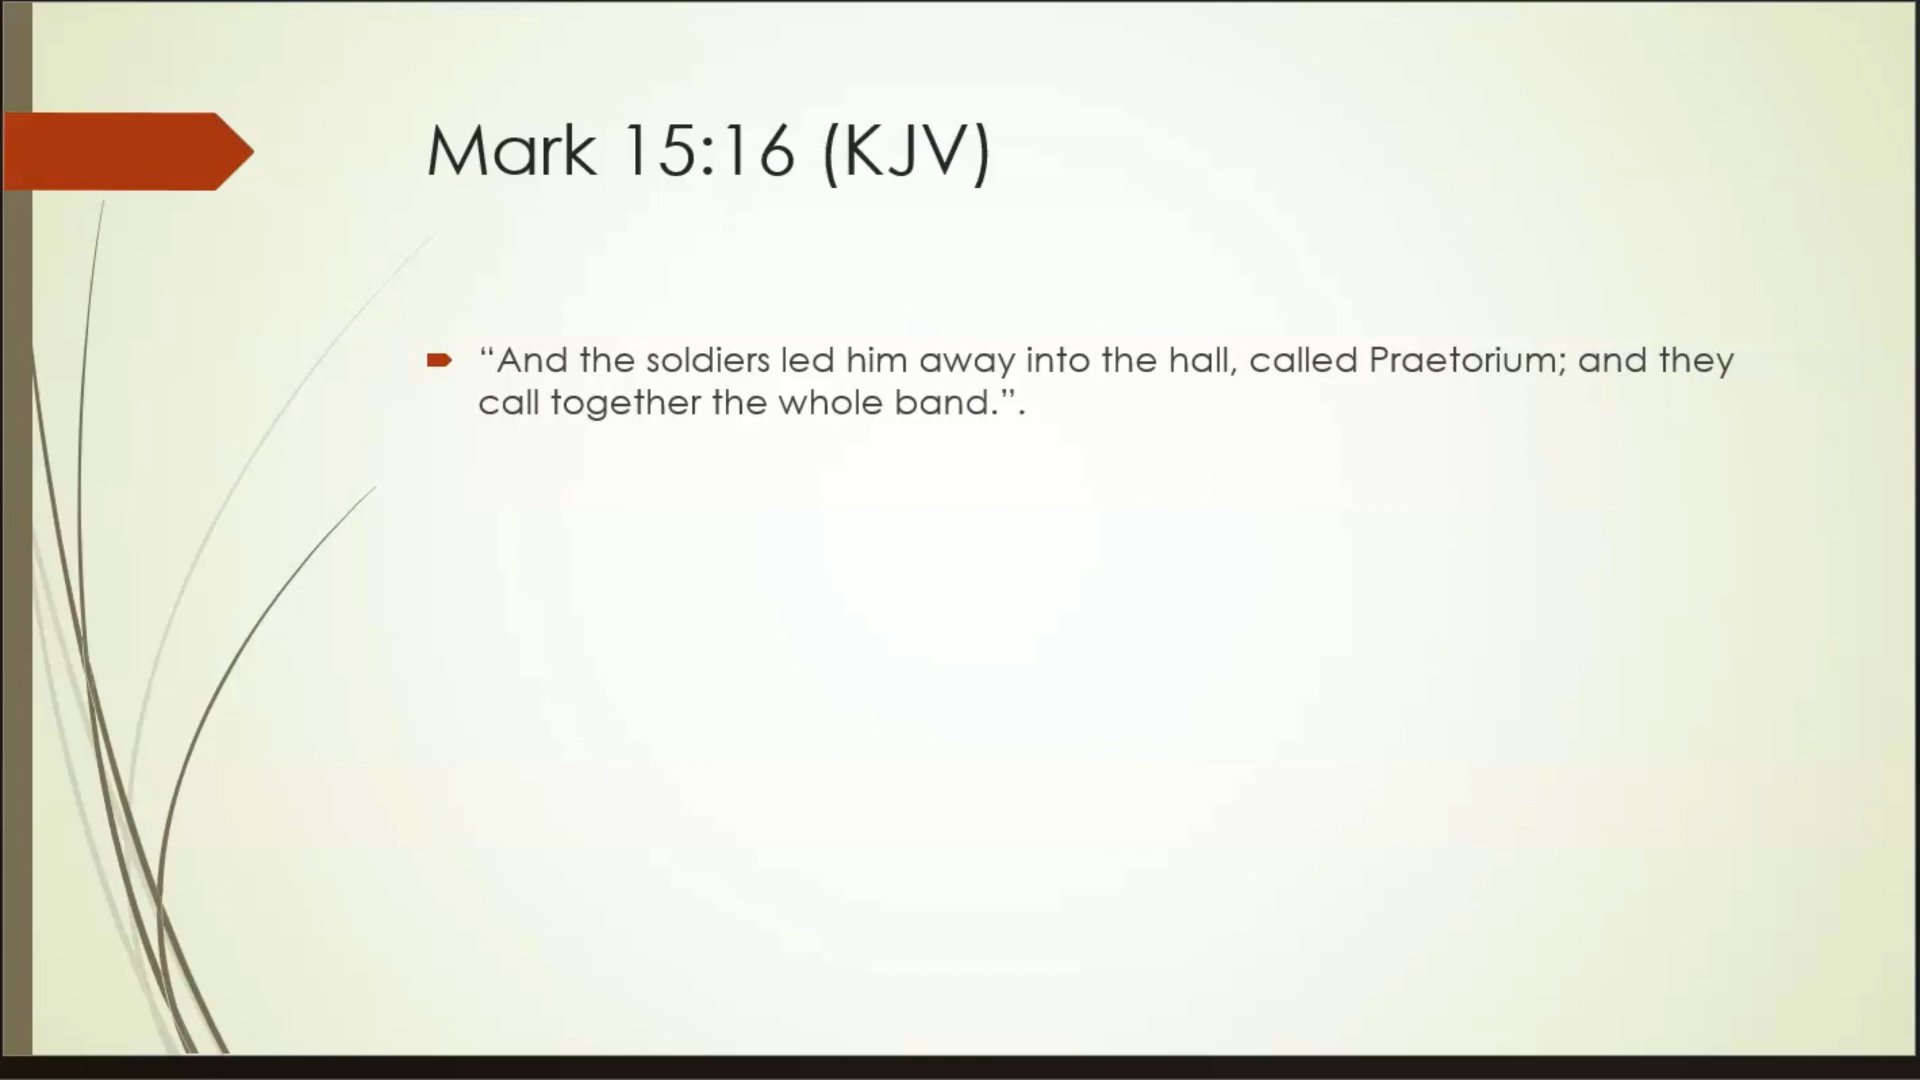 Mark 15:16 (KJV)
“And the soldiers led him away into the hall, called Praetorium; and they
call together the whole band.”.